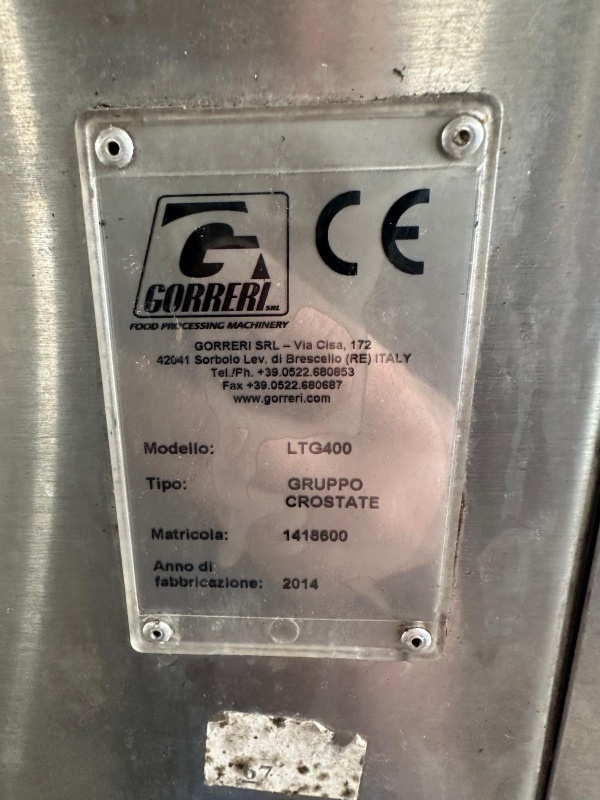 CE
GORRERI SRL
FOOD PROCESSING MACHINERY
GORRERI SRL – Via Cisa, 172
42041 Sorbolo Lev. di Brescello (RE) ITALY
Tel./Ph. +39.0522.680853
Fax +39.0522.680687
www.gorreri.com
Modello: LTG400
Tipo: GRUPPO
CROSTATE
Matricola: 1418600
Anno di
fabbricazione: 2014
67